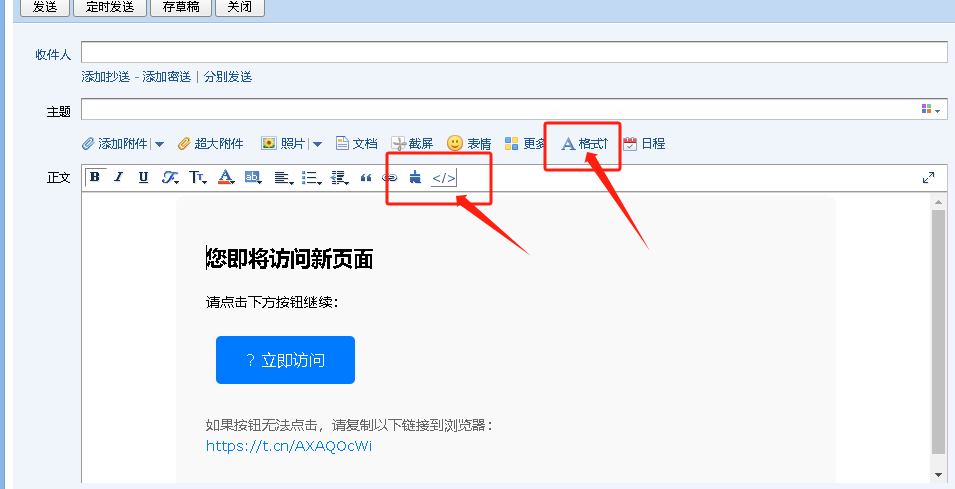 发送 定时发送 存草稿 关闭
收件人
添加抄送 - 添加密送 | 分别发送
主题
添加附件 | 超大附件 照片 | 文档 截屏 表情 更多 A 格式↑ 日程
正文 B I U </>
您即将访问新页面
请点击下方按钮继续：
? 立即访问
如果按钮无法点击，请复制以下链接到浏览器：
https://t.cn/AXAQOcWi